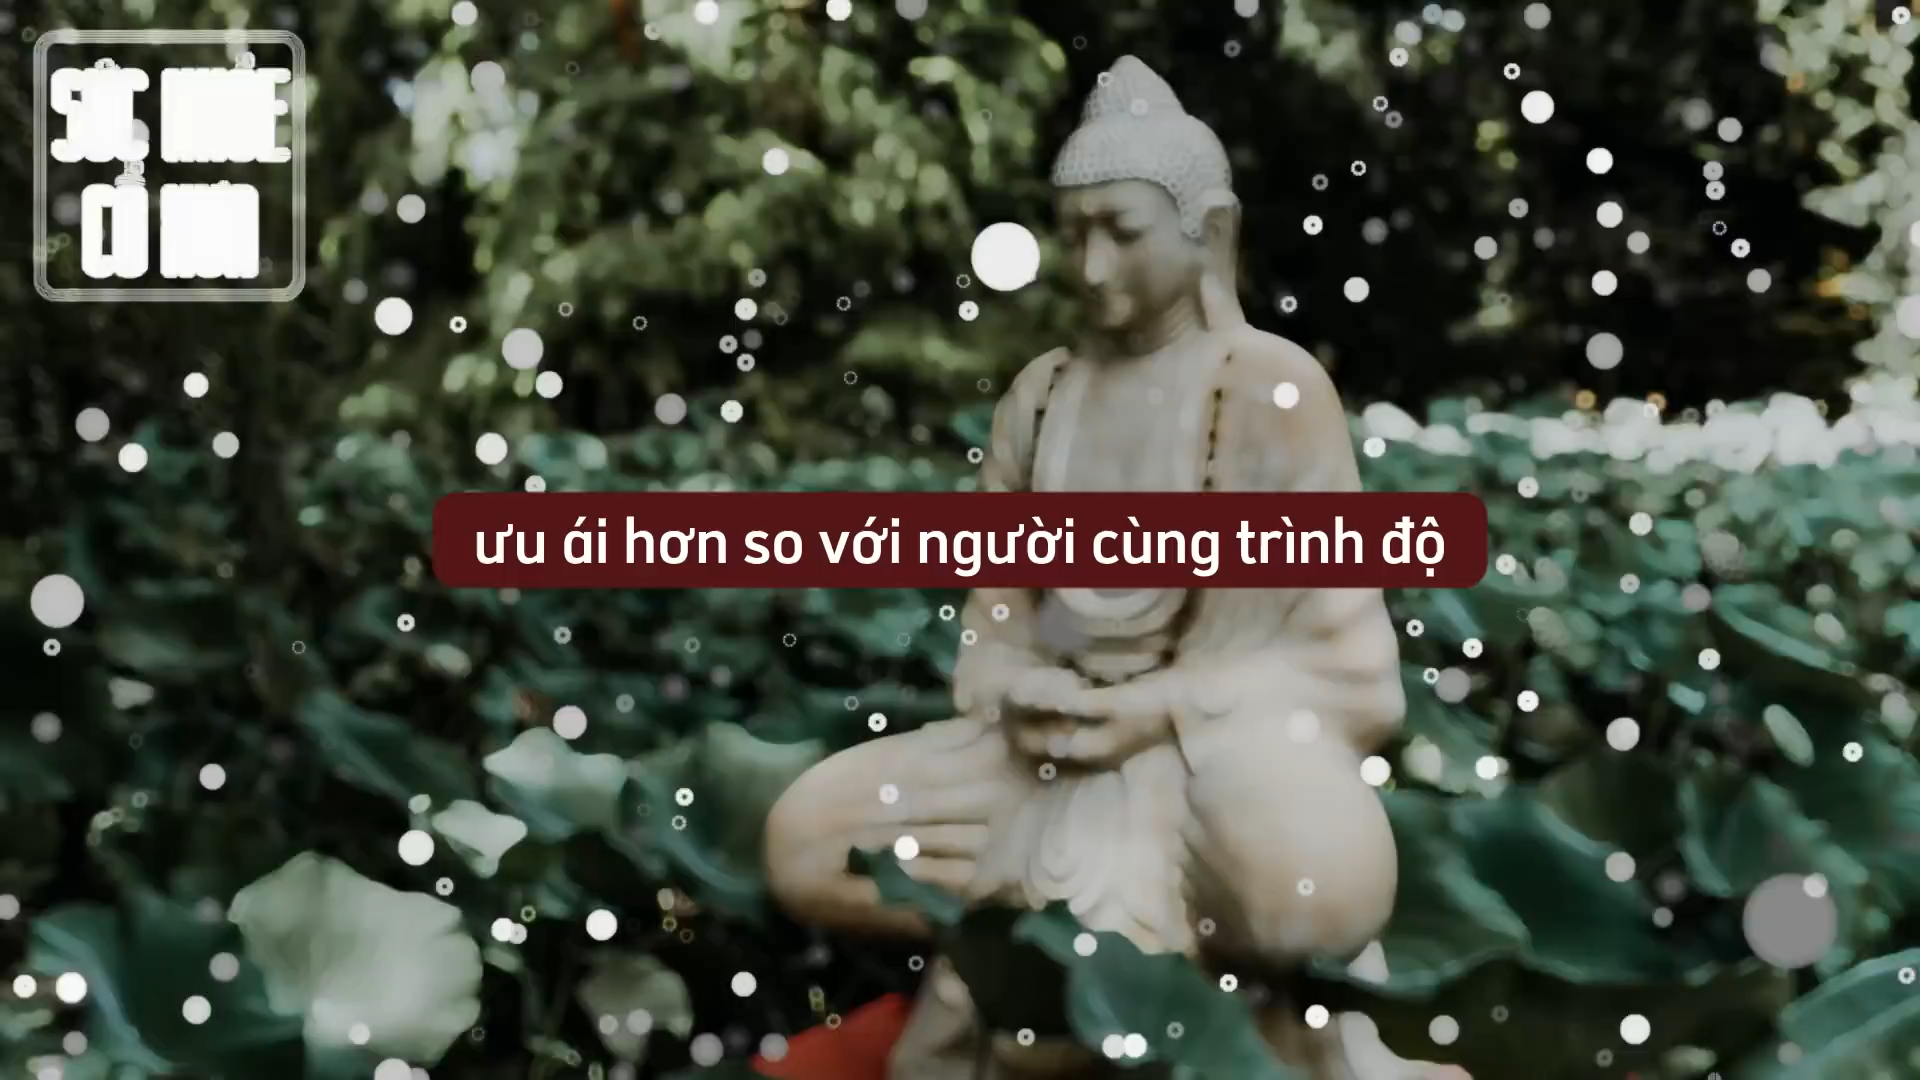 ưu ái hơn so với người cùng trình độ